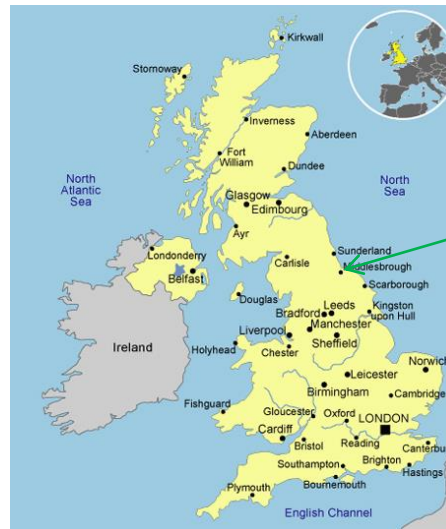 Kirkwall
Stornoway
Inverness
Aberdeen
Fort
William
Dundee
North
Atlantic
Sea
North
Sea
Glasgow
Edimbourg
Ayr
Londonderry
Belfast
Carlisle
Sunderland
Middlesbrough
Scarborough
Douglas
Leeds
Bradford
Kingston
upon Hull
Liverpool
Manchester
Ireland
Holyhead
Chester
Sheffield
Norwich
Leicester
Birmingham
Cambridge
Fishguard
Gloucester
Oxford
LONDON
Cardiff
Bristol
Reading
Canterbu
Southampton
Brighton
Hastings
Plymouth
Bournemouth
English Channel